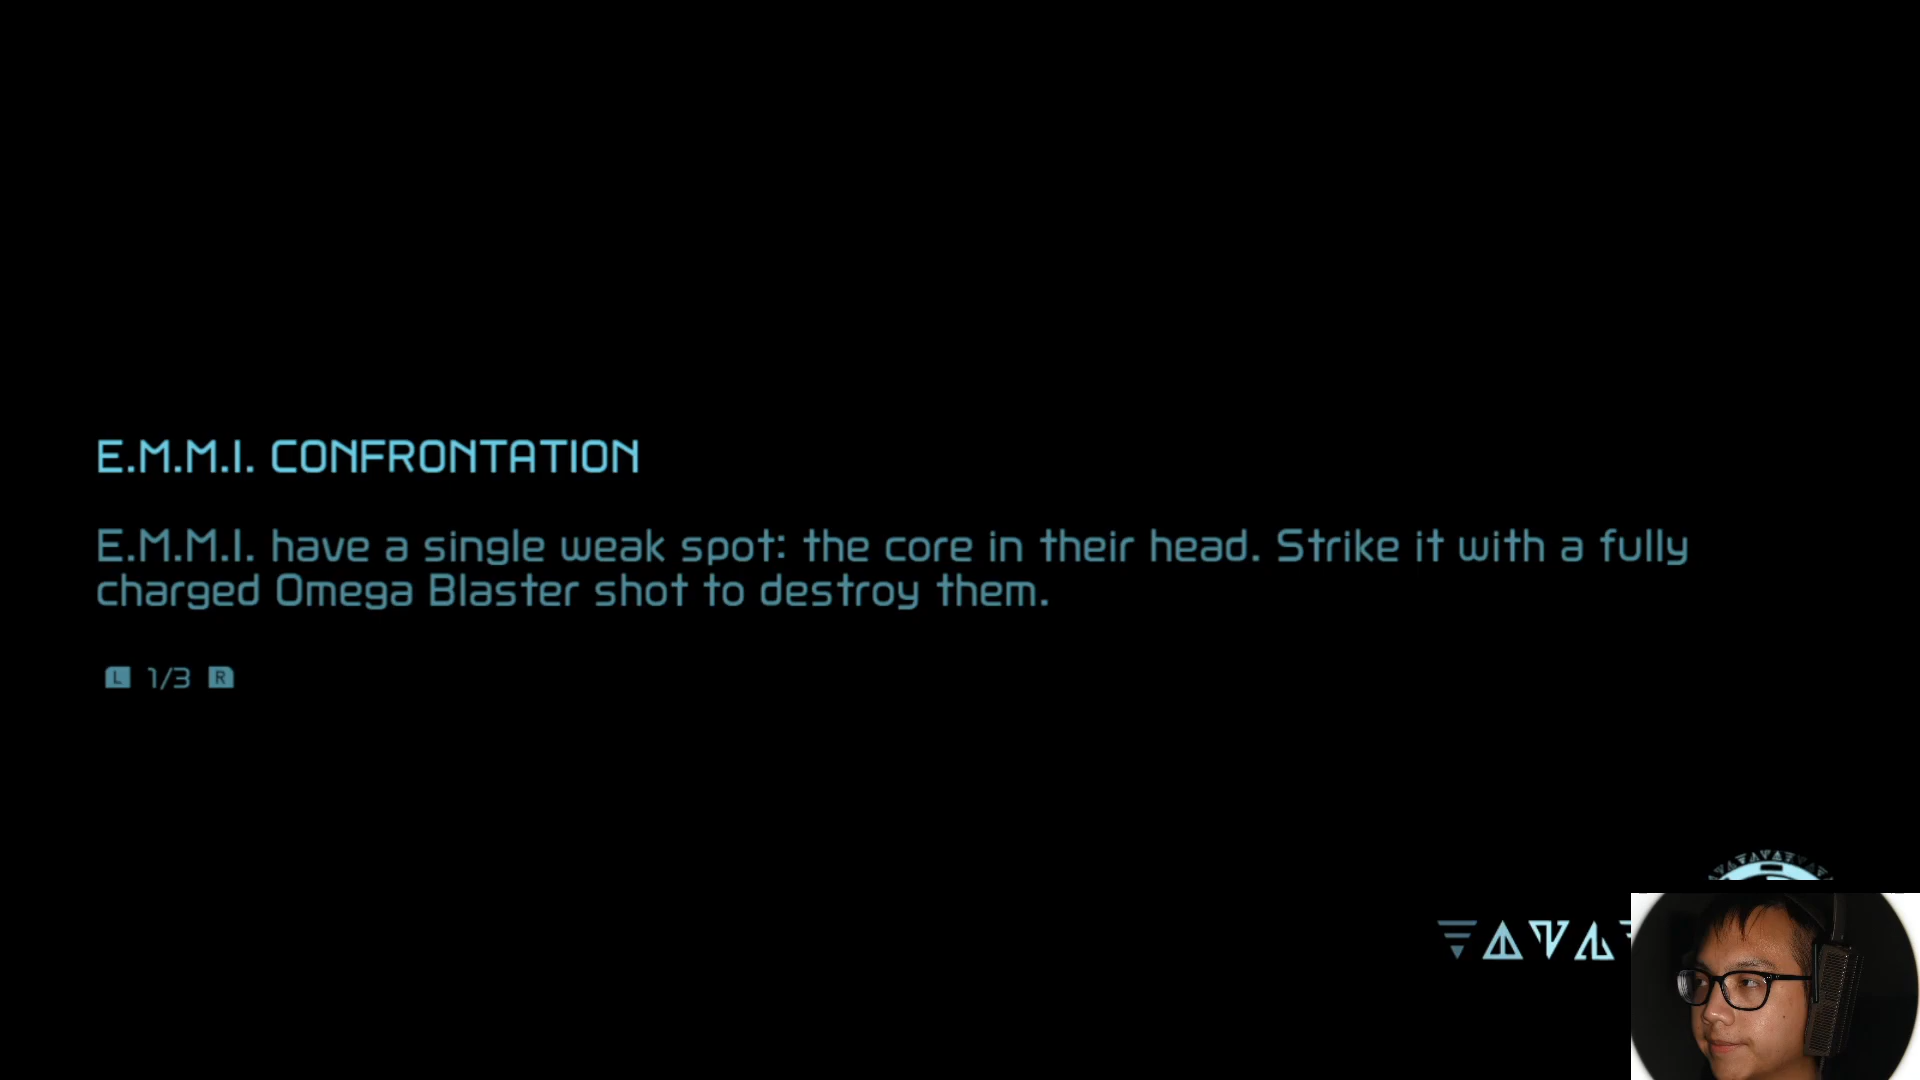 E.M.M.I. CONFRONTATION
E.M.M.I. have a single weak spot: the core in their head. Strike it with a fully
charged Omega Blaster shot to destroy them.
L 1/3 R